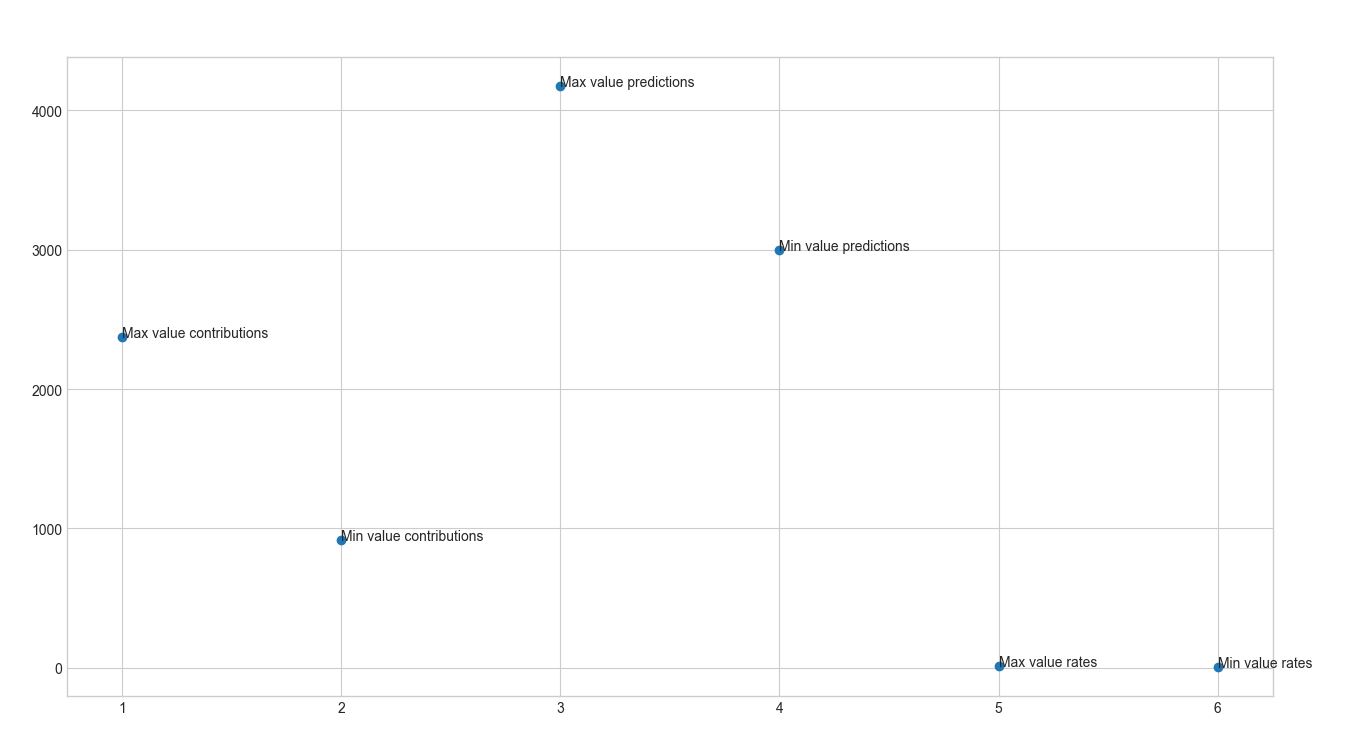 Max value predictions
4000
Min value predictions
3000
Max value contributions
2000
Min value contributions
1000
Max value rates
Min value rates
0
1 2 3 4 5 6